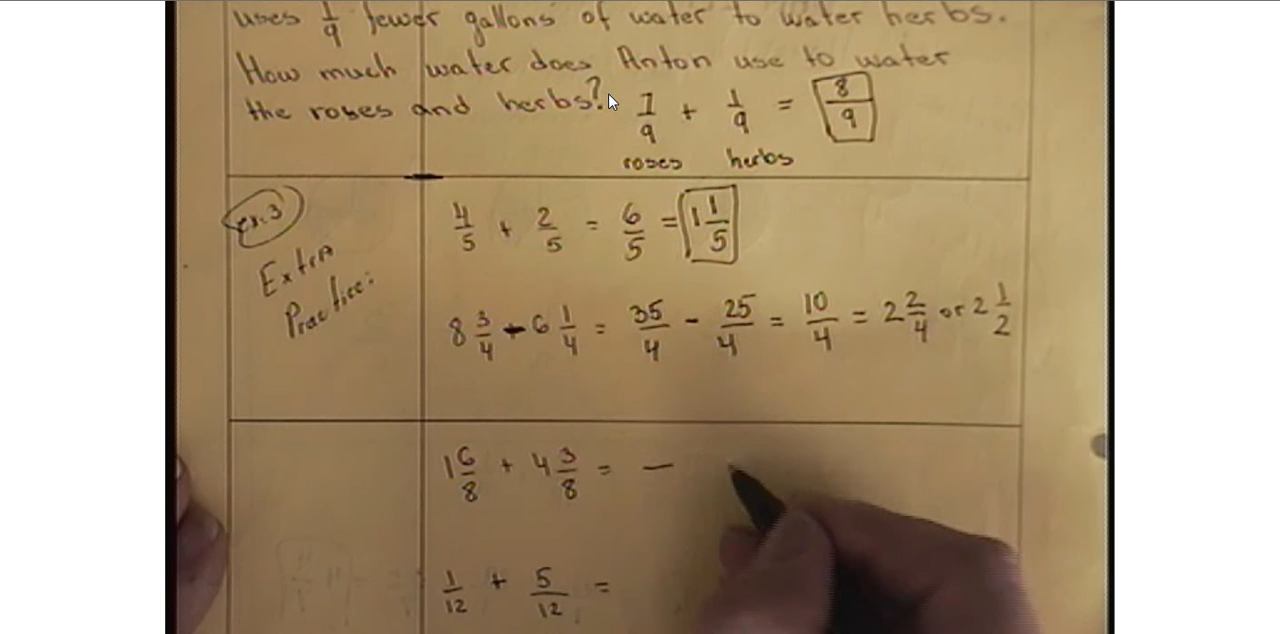 uses 1/9 fewer gallons of water to water herbs.
How much water does Anton use to water
the roses and herbs? 7/9 + 1/9 = 8/9
roses herbs
ex.3
Extra
Practice:
4/5 + 2/5 = 6/5 = 1 1/5
8 3/4 - 6 1/4 = 35/4 - 25/4 = 10/4 = 2 2/4 or 2 1/2
1 6/8 + 4 3/8 = —
1/12 + 5/12 =